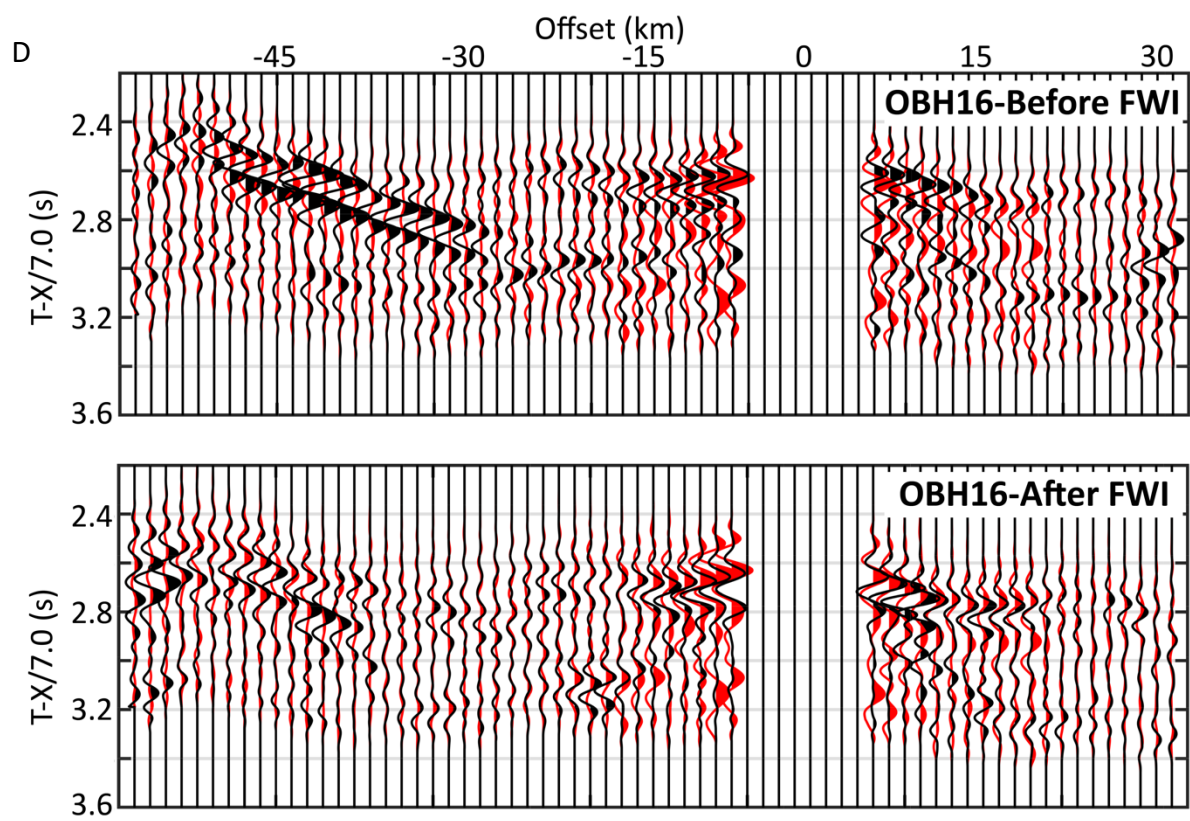 Offset (km)
D
-45 -30 -15 0 15 30
OBH16-Before FWI
2.4
2.8
3.2
3.6
T-X/7.0 (s)
OBH16-After FWI
2.4
2.8
3.2
3.6
T-X/7.0 (s)